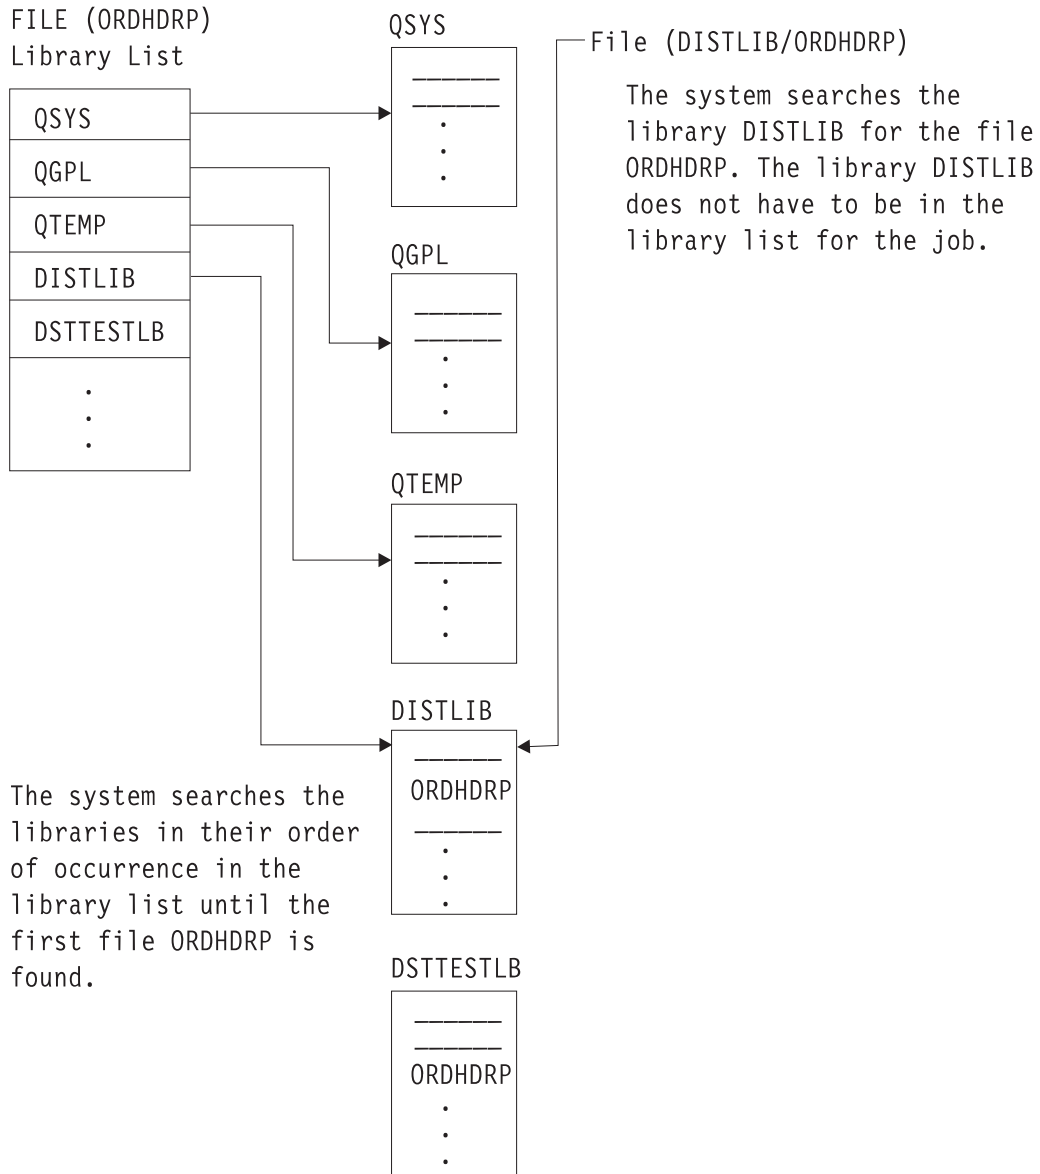 FILE (ORDHDRP)
Library List
QSYS
QGPL
QTEMP
DISTLIB
DSTTESTLB
QSYS
QGPL
QTEMP
DISTLIB
ORDHDRP
DSTTESTLB
ORDHDRP
File (DISTLIB/ORDHDRP)
The system searches the
library DISTLIB for the file
ORDHDRP. The library DISTLIB
does not have to be in the
library list for the job.
The system searches the
libraries in their order
of occurrence in the
library list until the
first file ORDHDRP is
found.